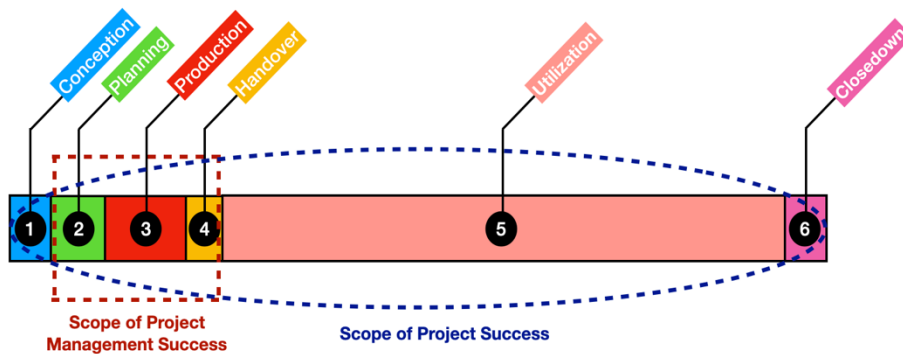 Conception
Planning
Production
Handover
Utilization
Closedown
1
2
3
4
5
6
Scope of Project
Management Success
Scope of Project Success